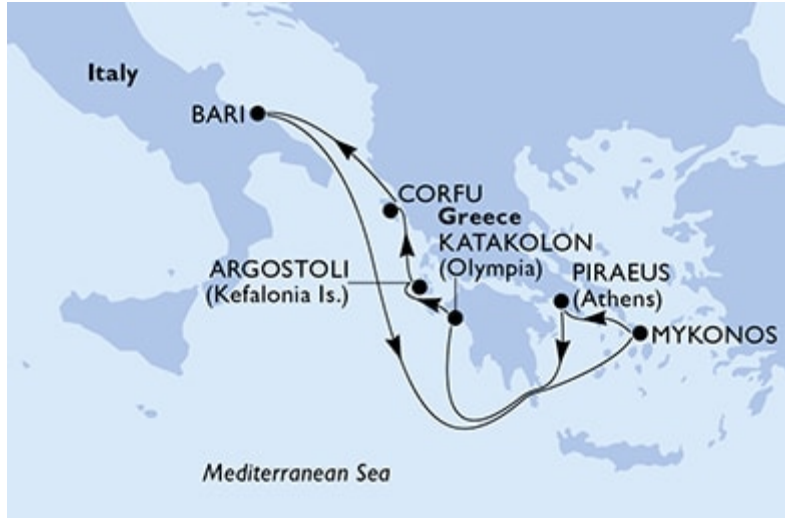 Italy
BARI
CORFU
Greece
KATAKOLON
(Olympia)
ARGOSTOLI
(Kefalonia Is.)
PIRAEUS
(Athens)
MYKONOS
Mediterranean Sea